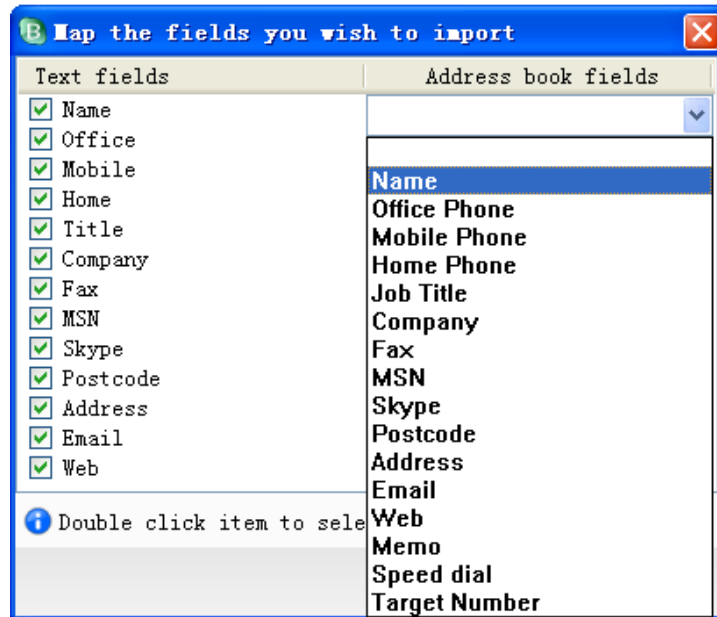 B Map the fields you wish to import
Text fields Address book fields
Name
Office
Mobile
Home
Title
Company
Fax
MSN
Skype
Postcode
Address
Email
Web
Name
Office Phone
Mobile Phone
Home Phone
Job Title
Company
Fax
MSN
Skype
Postcode
Address
Email
Web
Memo
Speed dial
Target Number
Double click item to sele